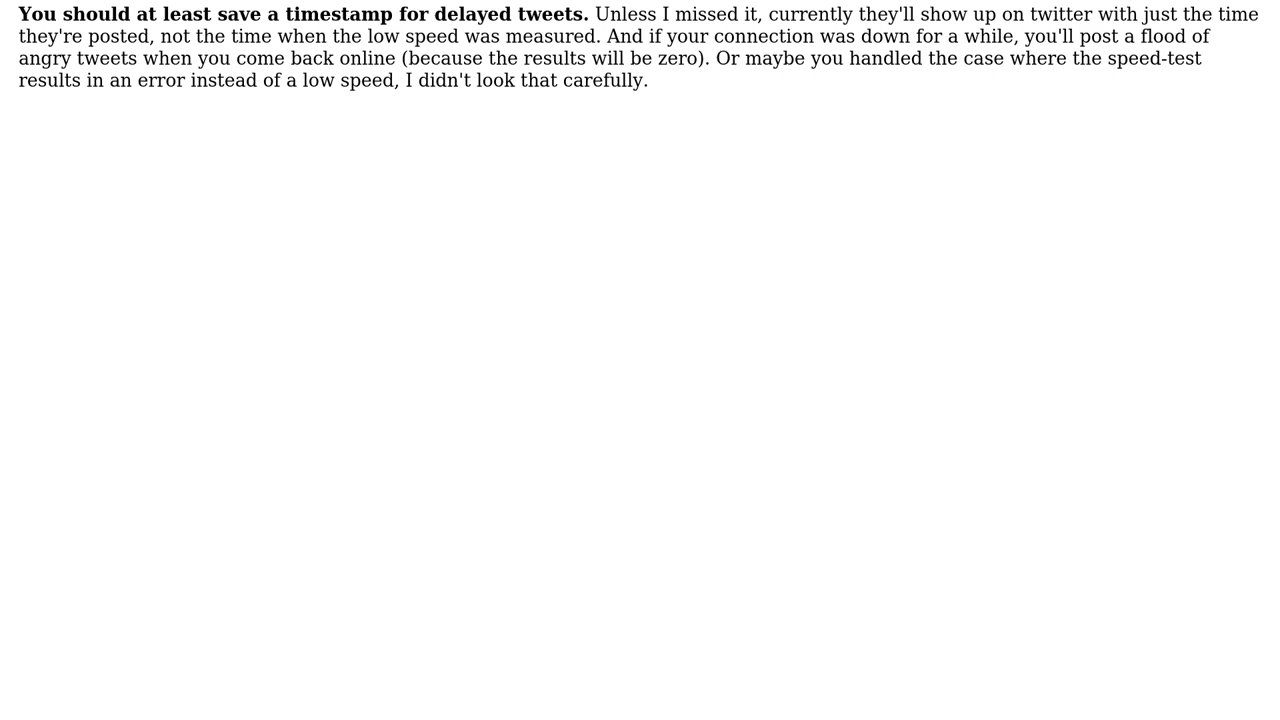 You should at least save a timestamp for delayed tweets. Unless I missed it, currently they'll show up on twitter with just the time
they're posted, not the time when the low speed was measured. And if your connection was down for a while, you'll post a flood of
angry tweets when you come back online (because the results will be zero). Or maybe you handled the case where the speed-test
results in an error instead of a low speed, I didn't look that carefully.